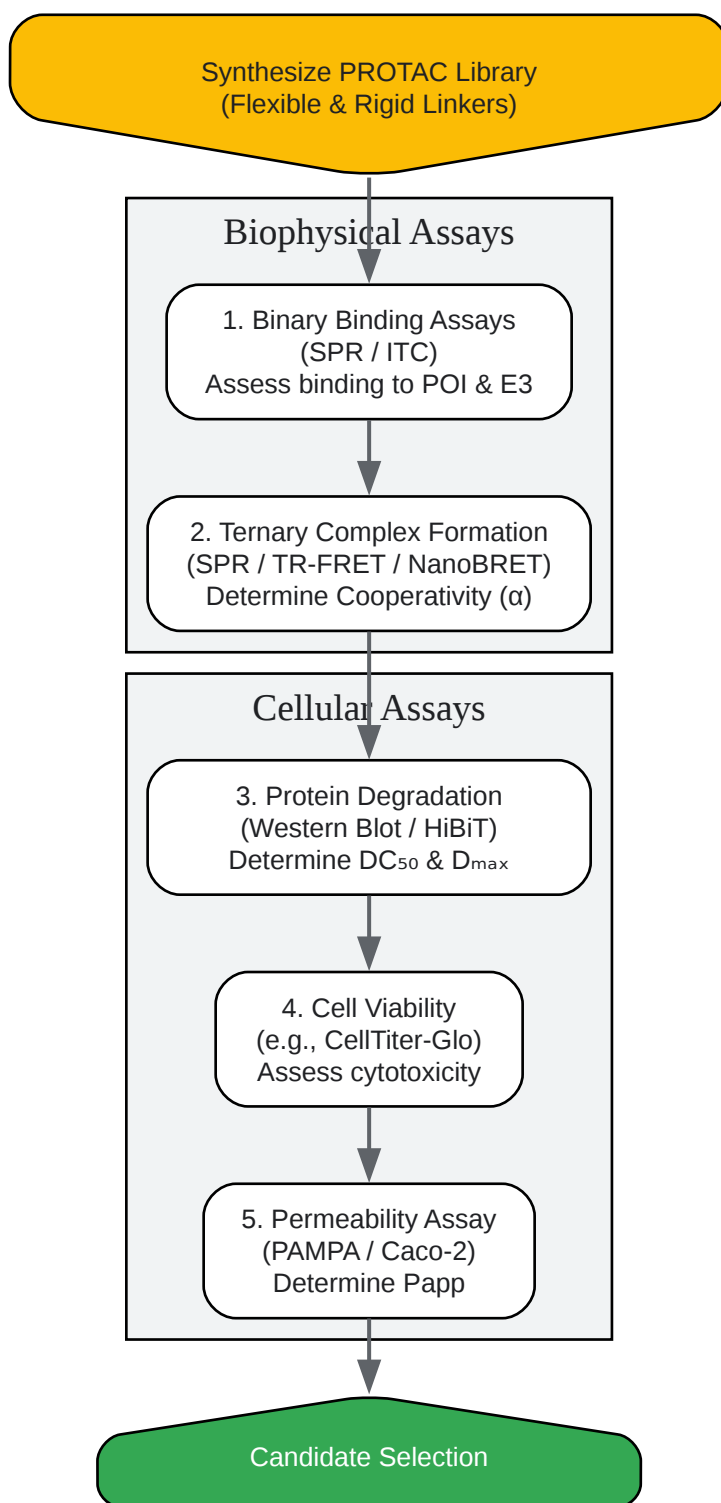 Synthesize PROTAC Library
(Flexible & Rigid Linkers)
Biophysical Assays
1. Binary Binding Assays
(SPR / ITC)
Assess binding to POI & E3
2. Ternary Complex Formation
(SPR / TR-FRET / NanoBRET)
Determine Cooperativity (α)
Cellular Assays
3. Protein Degradation
(Western Blot / HiBiT)
Determine DC₅₀ & Dₘₐₓ
4. Cell Viability
(e.g., CellTiter-Glo)
Assess cytotoxicity
5. Permeability Assay
(PAMPA / Caco-2)
Determine Papp
Candidate Selection